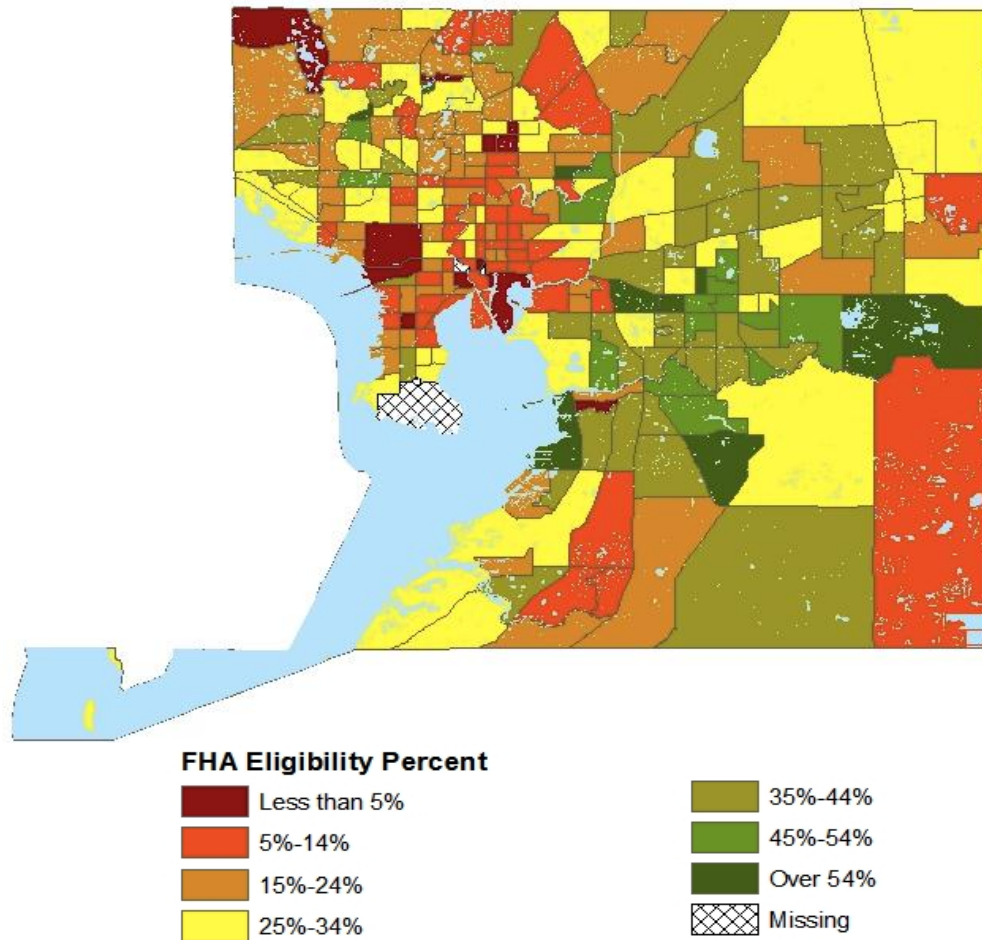 FHA Eligibility Percent
Less than 5%
5%-14%
15%-24%
25%-34%
35%-44%
45%-54%
Over 54%
Missing